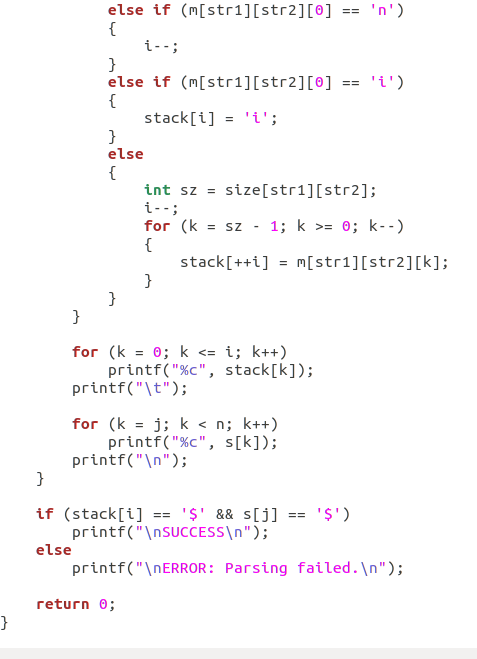 else if (m[str1][str2][0] == 'n')
            {
                i--;
            }
            else if (m[str1][str2][0] == 'i')
            {
                stack[i] = 'i';
            }
            else
            {
                int sz = size[str1][str2];
                i--;
                for (k = sz - 1; k >= 0; k--)
                {
                    stack[++i] = m[str1][str2][k];
                }
            }
        }

        for (k = 0; k <= i; k++)
            printf("%c", stack[k]);
        printf("\t");

        for (k = j; k < n; k++)
            printf("%c", s[k]);
        printf("\n");
    }

    if (stack[i] == '$' && s[j] == '$')
        printf("\nSUCCESS\n");
    else
        printf("\nERROR: Parsing failed.\n");

    return 0;
}